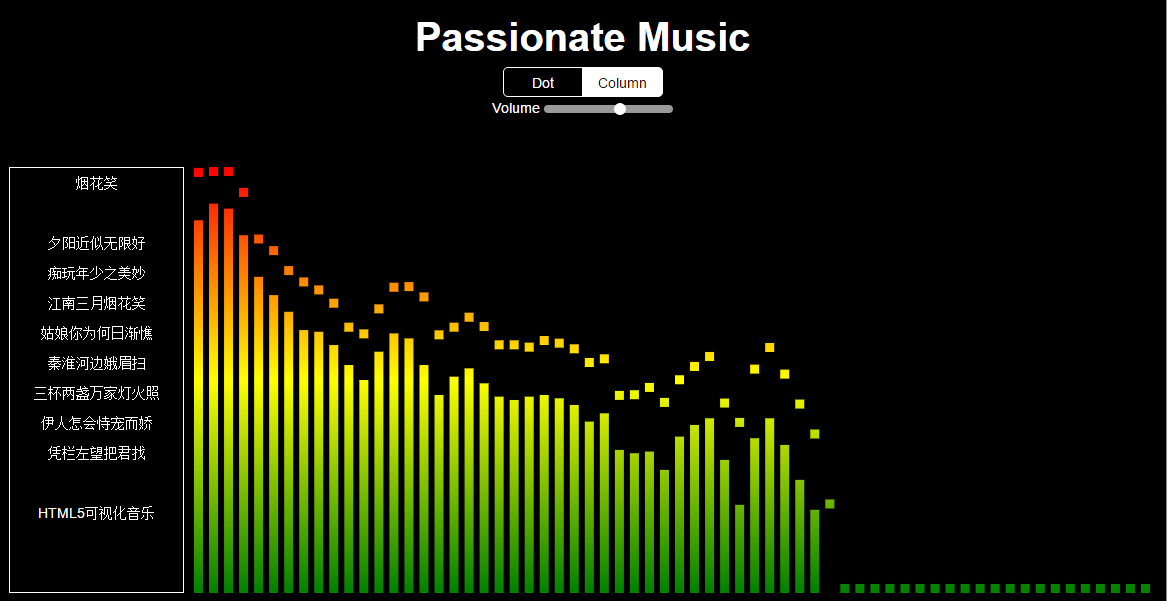 Passionate Music
Dot Column
Volume
烟花笑
夕阳近似无限好
痴玩年少之美妙
江南三月烟花笑
姑娘你为何日渐憔
秦淮河边娥眉扫
三杯两盏万家灯火照
伊人怎会恃宠而娇
凭栏左望把君找
HTML5可视化音乐